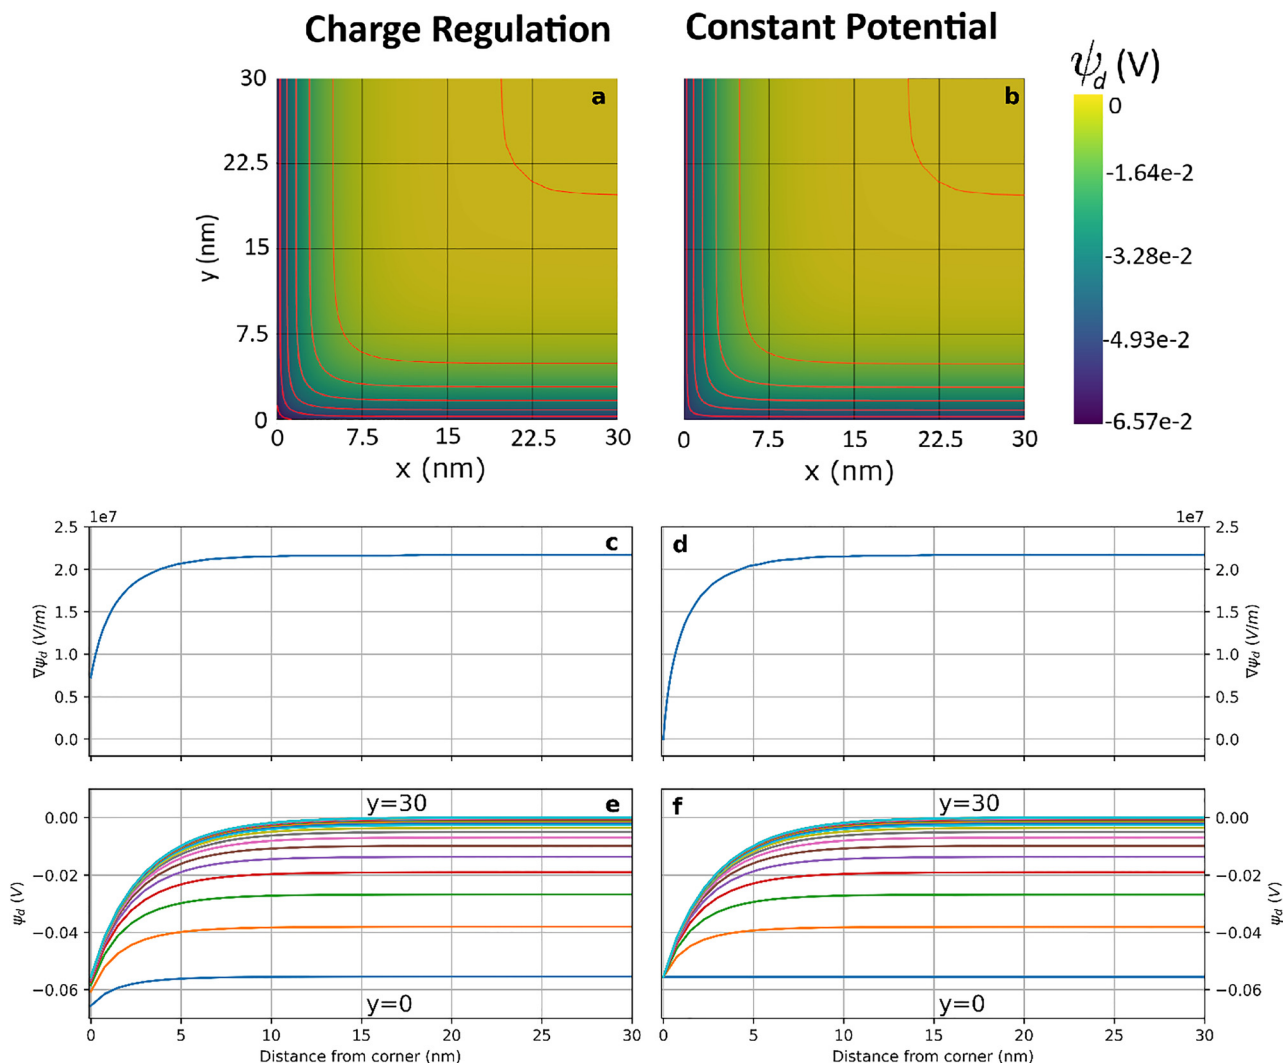 Charge Regulation Constant Potential
ψd (V)
30 a b 0
22.5 -1.64e-2
y (nm) 15 -3.28e-2
7.5 -4.93e-2
0 -6.57e-2
0 7.5 15 22.5 30 0 7.5 15 22.5 30
x (nm) x (nm)
1e7 1e7
2.5 c d 2.5
2.0 2.0
1.5 1.5
∇ψd (V/m) 1.0 1.0 ∇ψd (V/m)
0.5 0.5
0.0 0.0
0.00 y=30 e f y=30 0.00
−0.02 −0.02
ψd (V) −0.04 −0.04 ψd (V)
−0.06 y=0 y=0 −0.06
0 5 10 15 20 25 30 0 5 10 15 20 25 30
Distance from corner (nm) Distance from corner (nm)